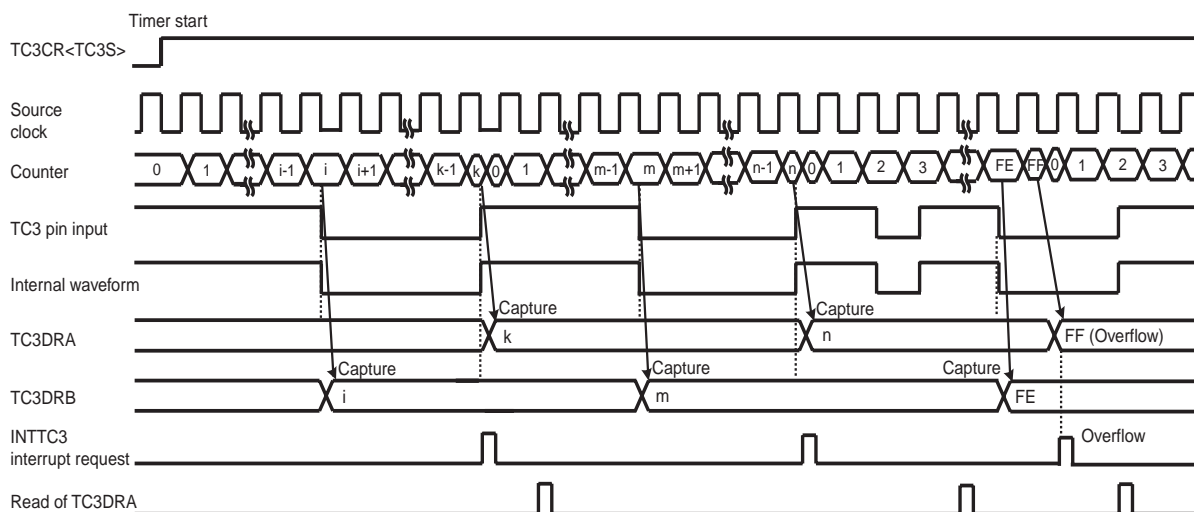 Timer start
TC3CR<TC3S>
Source
clock
Counter
0 1 i-1 i i+1 k-1 k 0 1 m-1 m m+1 n-1 n 0 1 2 3 FE FF 0 1 2 3
TC3 pin input
Internal waveform
Capture Capture
TC3DRA
k n FF (Overflow)
Capture Capture Capture
TC3DRB
i m FE
INTTC3
interrupt request
Overflow
Read of TC3DRA